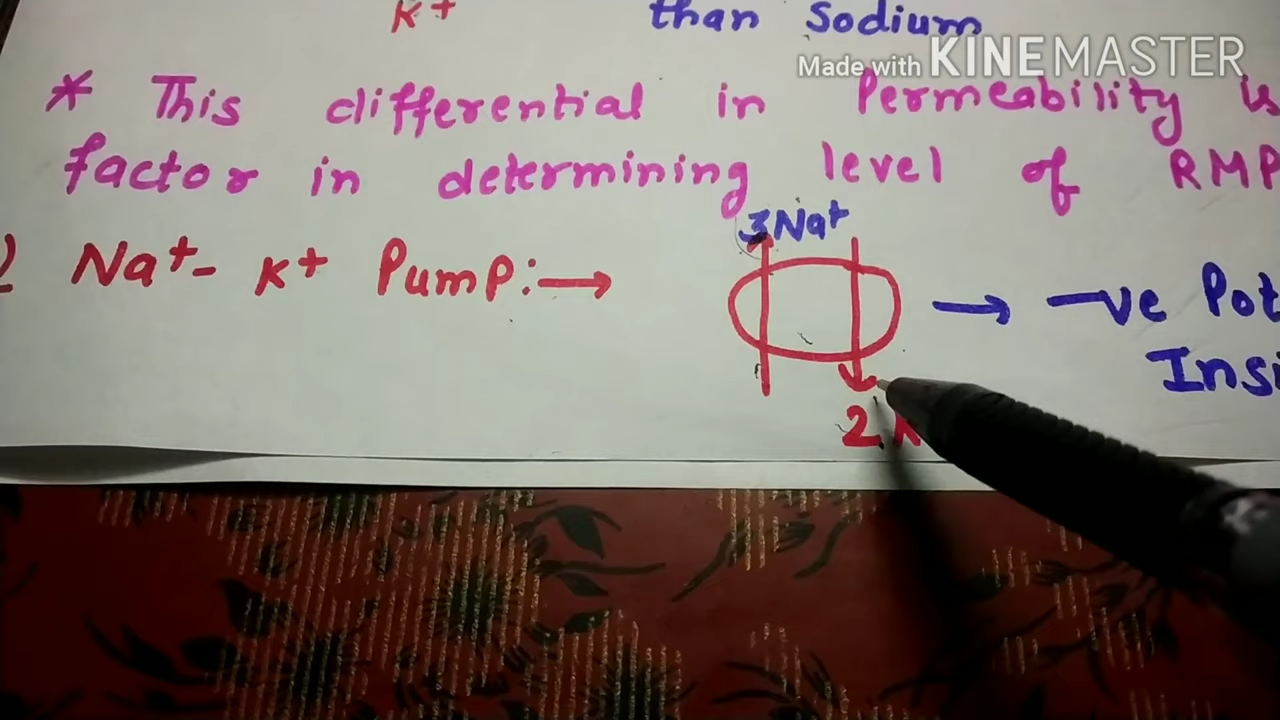 K+ than Sodium
Made with KINEMASTER
* This differential in Permeability is
factor in determining level of RMP
3Na+
) Na+- K+ Pump:→ → -ve Pot
Insi
2 K